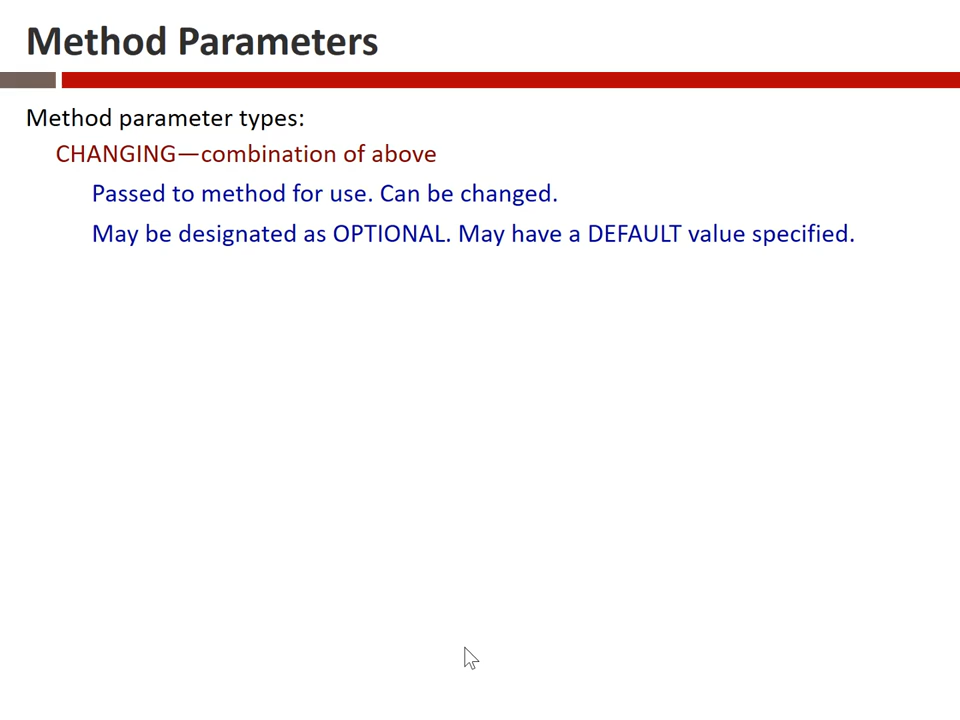 Method Parameters
Method parameter types:
CHANGING—combination of above
Passed to method for use. Can be changed.
May be designated as OPTIONAL. May have a DEFAULT value specified.